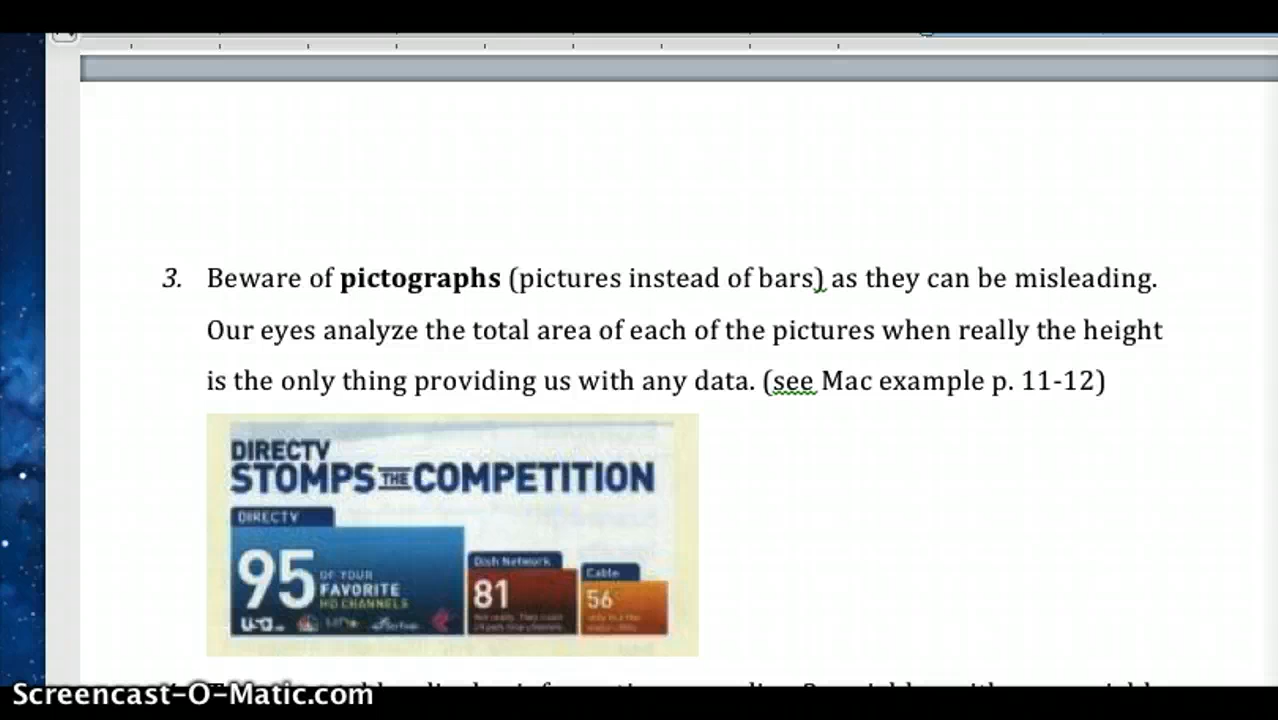 3. Beware of pictographs (pictures instead of bars) as they can be misleading.
Our eyes analyze the total area of each of the pictures when really the height
is the only thing providing us with any data. (see Mac example p. 11-12)
DIRECTV
STOMPS THE COMPETITION
DIRECTV
95 OF YOUR
FAVORITE
HD CHANNELS
USA
Dish Network
81
Cable
56
Screencast-O-Matic.com